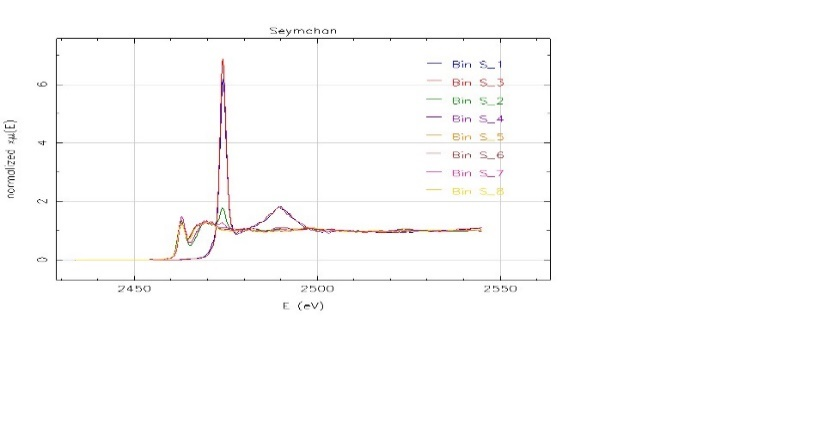 Seymchan
normalized xμ(E)
6
4
2
0
Bin S_1
Bin S_3
Bin S_2
Bin S_4
Bin S_5
Bin S_6
Bin S_7
Bin S_8
2450 2500 2550
E (eV)